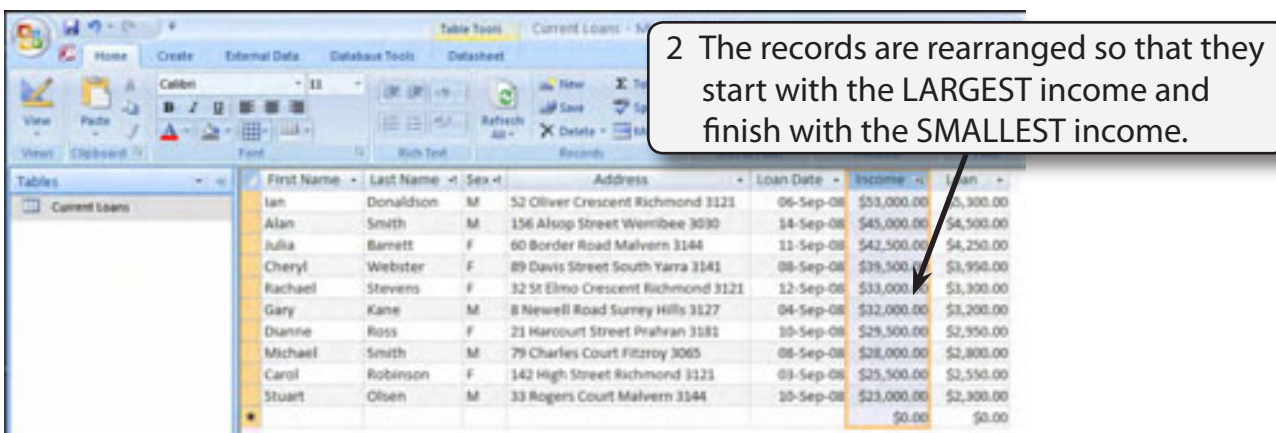 Table Tools Current Loans -
Home Create External Data Database Tools Datasheet
2 The records are rearranged so that they
start with the LARGEST income and
finish with the SMALLEST income.
Calibri 11
View Paste B I U Refresh All New Save Delete
Views Clipboard Font Rich Text Records
Tables
Current Loans
First Name Last Name Sex Address Loan Date Income Loan
Ian Donaldson M 52 Oliver Crescent Richmond 3121 06-Sep-08 $53,000.00 $5,300.00
Alan Smith M 156 Alsop Street Werribee 3030 14-Sep-08 $45,000.00 $4,500.00
Julia Barrett F 60 Border Road Malvern 3144 11-Sep-08 $42,500.00 $4,250.00
Cheryl Webster F 89 Davis Street South Yarra 3141 08-Sep-08 $39,500.00 $3,950.00
Rachael Stevens F 32 St Elmo Crescent Richmond 3121 12-Sep-08 $33,000.00 $3,300.00
Gary Kane M 8 Newell Road Surrey Hills 3127 04-Sep-08 $32,000.00 $3,200.00
Dianne Ross F 21 Harcourt Street Prahran 3181 10-Sep-08 $29,500.00 $2,950.00
Michael Smith M 79 Charles Court Fitzroy 3065 08-Sep-08 $28,000.00 $2,800.00
Carol Robinson F 142 High Street Richmond 3121 03-Sep-08 $25,500.00 $2,550.00
Stuart Olsen M 33 Rogers Court Malvern 3144 10-Sep-08 $23,000.00 $2,300.00
$0.00 $0.00